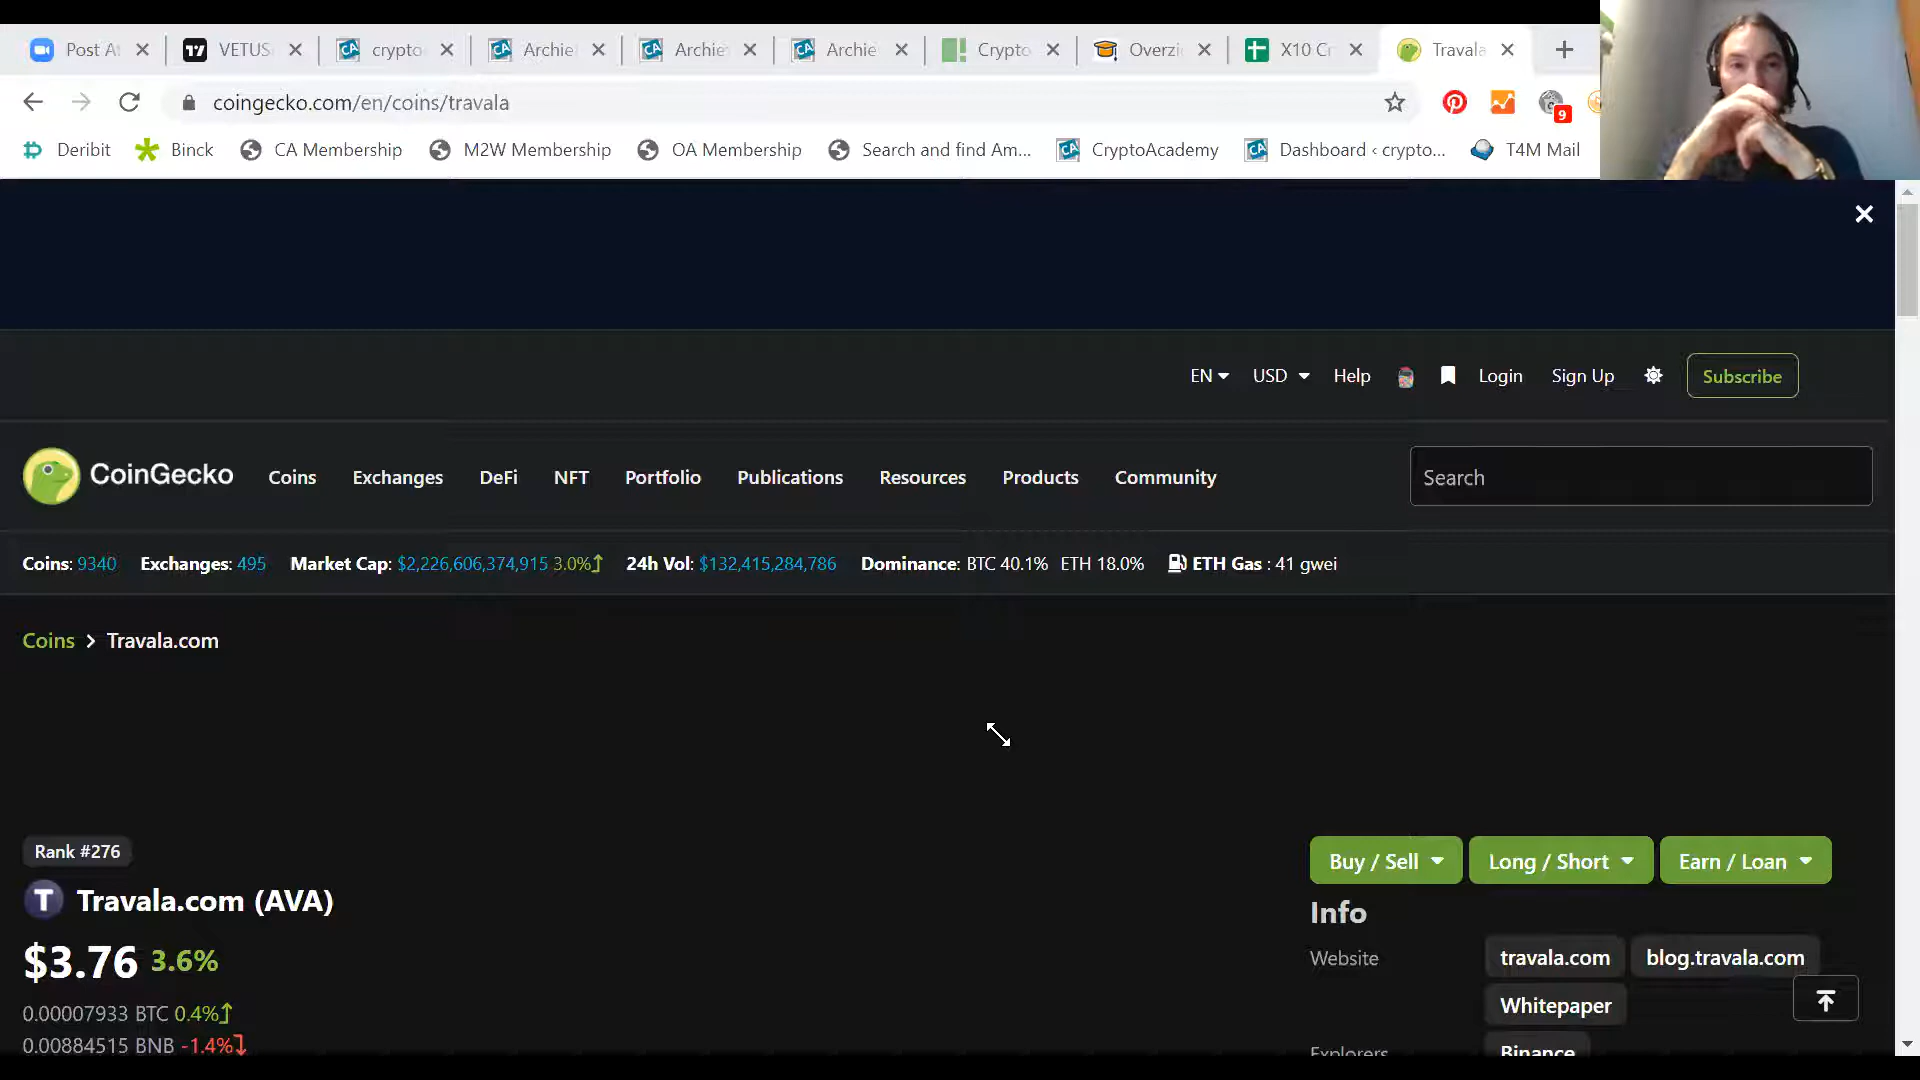 Post A VETUS crypto Archie Archie Archie Crypto Overzi X10 Cr Travala
coingecko.com/en/coins/travala
9
Deribit Binck CA Membership M2W Membership OA Membership Search and find Am... CryptoAcademy Dashboard ‹ crypto... T4M Mail
EN USD Help Login Sign Up Subscribe
CoinGecko Coins Exchanges DeFi NFT Portfolio Publications Resources Products Community Search
Coins: 9340 Exchanges: 495 Market Cap: $2,226,606,374,915 3.0% 24h Vol: $132,415,284,786 Dominance: BTC 40.1% ETH 18.0% ETH Gas : 41 gwei
Coins > Travala.com
Rank #276
Buy / Sell Long / Short Earn / Loan
T Travala.com (AVA)
Info
$3.76 3.6%
Website travala.com blog.travala.com
Whitepaper
0.00007933 BTC 0.4%
0.00884515 BNB -1.4%
Explorers Binance